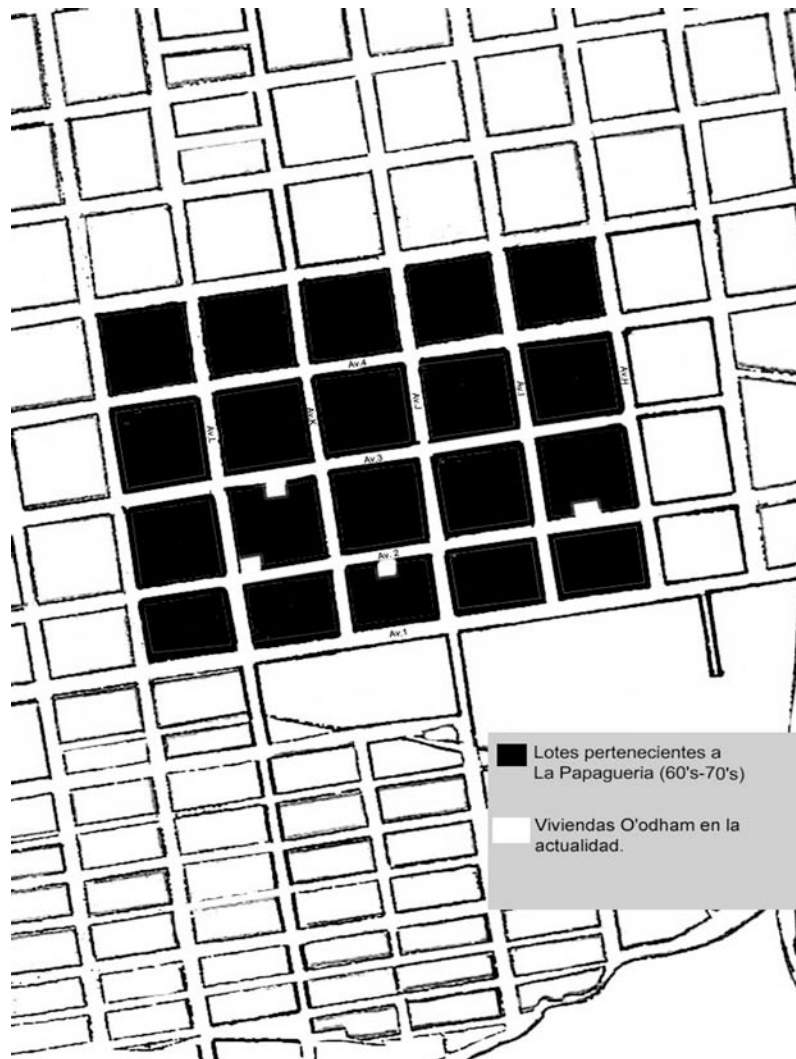 Av.4
Av.L
Av.K
Av.J
Av.I
Av.H
Av.3
Av. 2
Av.1
Lotes pertenecientes a
La Papagueria (60's-70's)
Viviendas O'odham en la
actualidad.